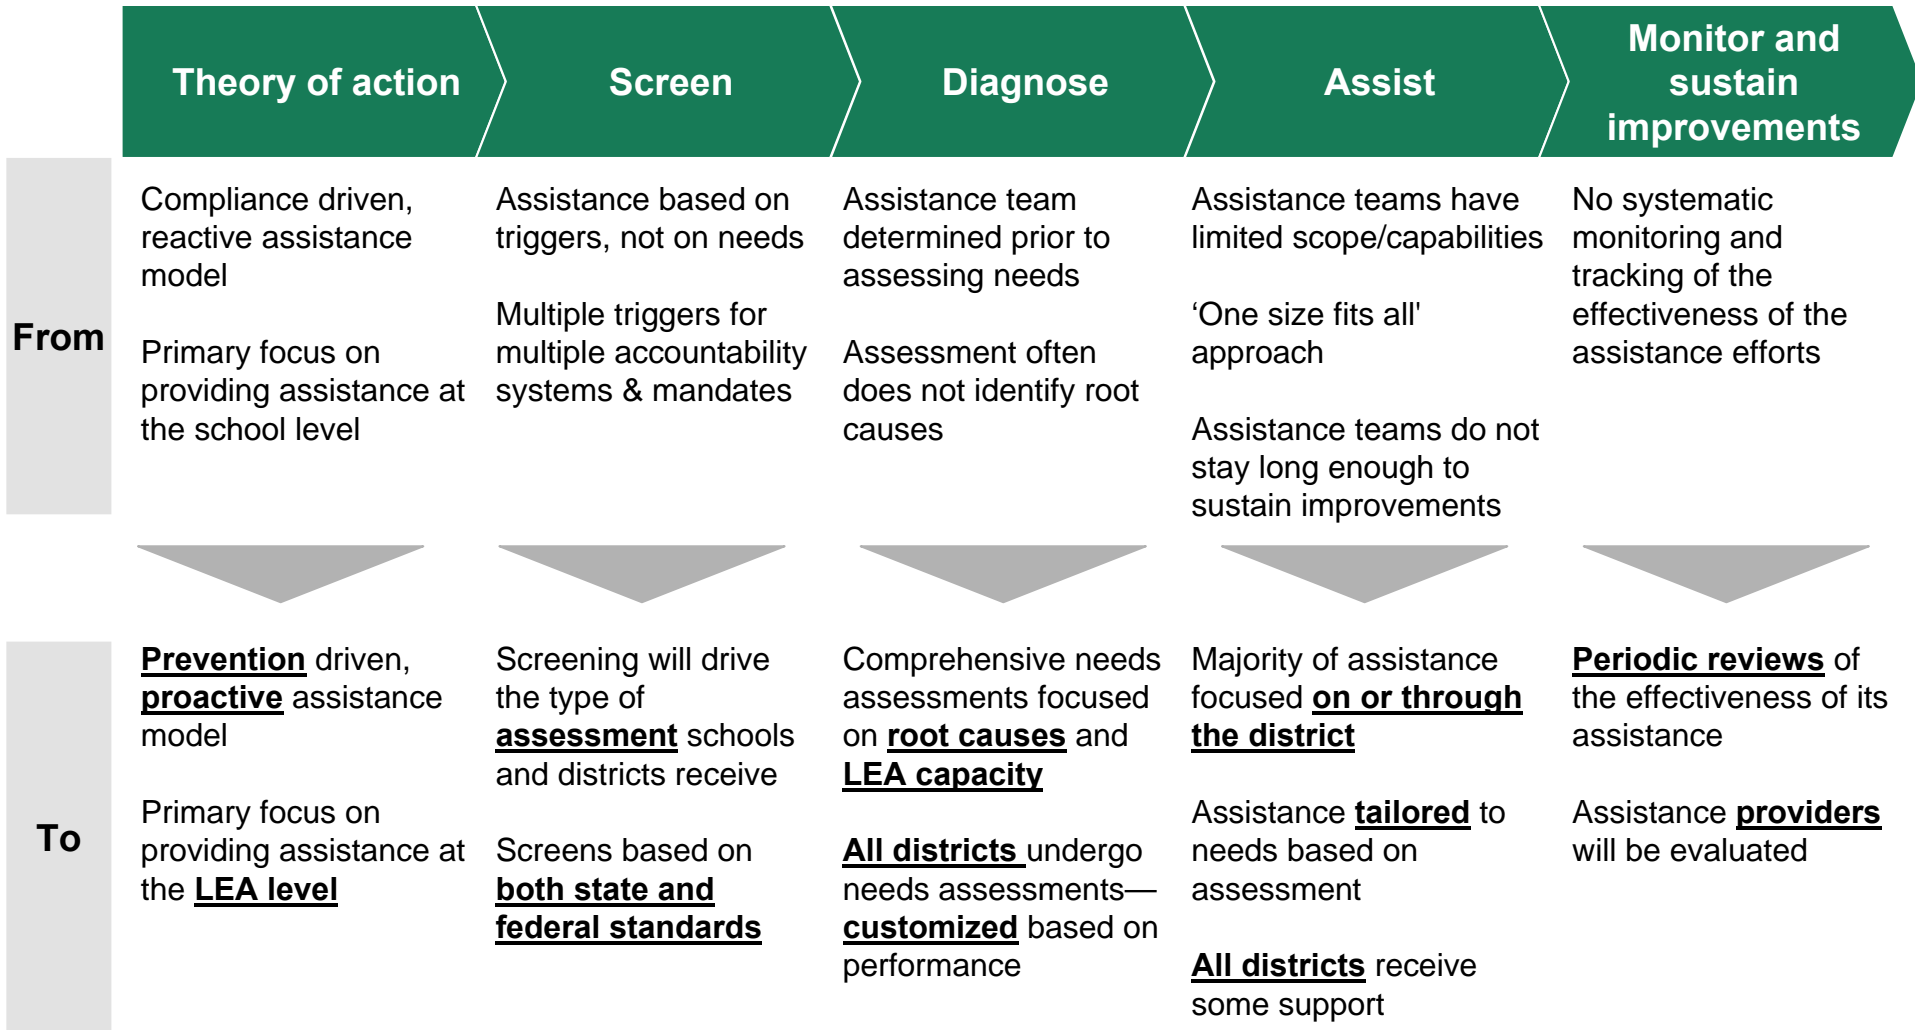 Theory of action
Screen
Diagnose
Assist
Monitor and
sustain
improvements
From
Compliance driven,
reactive assistance
model
Primary focus on
providing assistance at
the school level
Assistance based on
triggers, not on needs
Multiple triggers for
multiple accountability
systems & mandates
Assistance team
determined prior to
assessing needs
Assessment often
does not identify root
causes
Assistance teams have
limited scope/capabilities
‘One size fits all'
approach
Assistance teams do not
stay long enough to
sustain improvements
No systematic
monitoring and
tracking of the
effectiveness of the
assistance efforts
To
Prevention driven,
proactive assistance
model
Primary focus on
providing assistance at
the LEA level
Screening will drive
the type of
assessment schools
and districts receive
Screens based on
both state and
federal standards
Comprehensive needs
assessments focused
on root causes and
LEA capacity
All districts undergo
needs assessments—
customized based on
performance
Majority of assistance
focused on or through
the district
Assistance tailored to
needs based on
assessment
All districts receive
some support
Periodic reviews of
the effectiveness of its
assistance
Assistance providers
will be evaluated